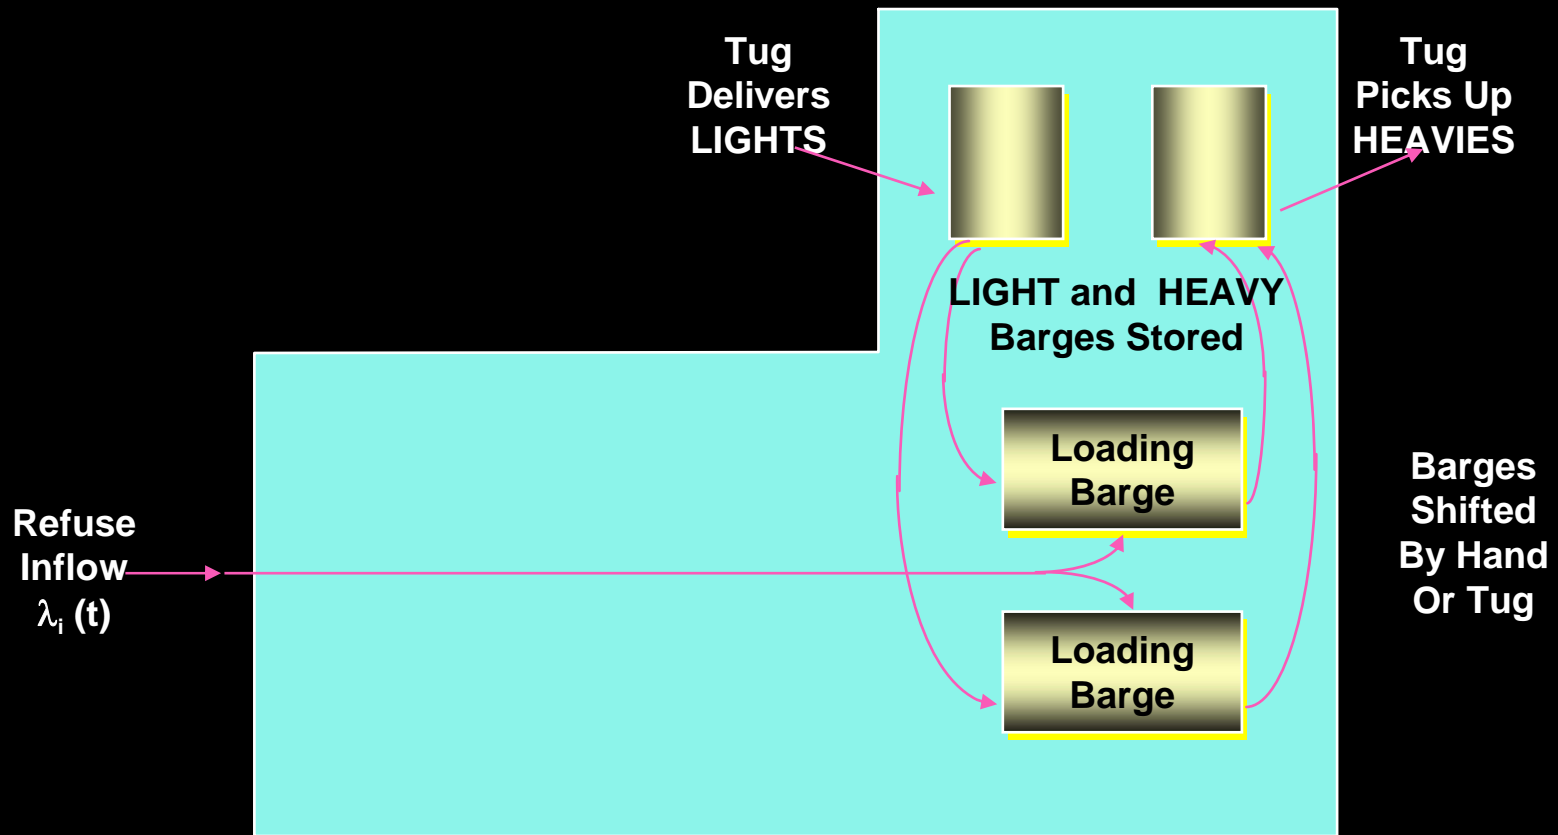 Tug
Delivers
LIGHTS
Tug
Picks Up
HEAVIES
LIGHT and  HEAVY
Barges Stored
Loading
Barge
Refuse
Inflow
λi (t)
Barges
Shifted
By Hand
Or Tug
Loading
Barge